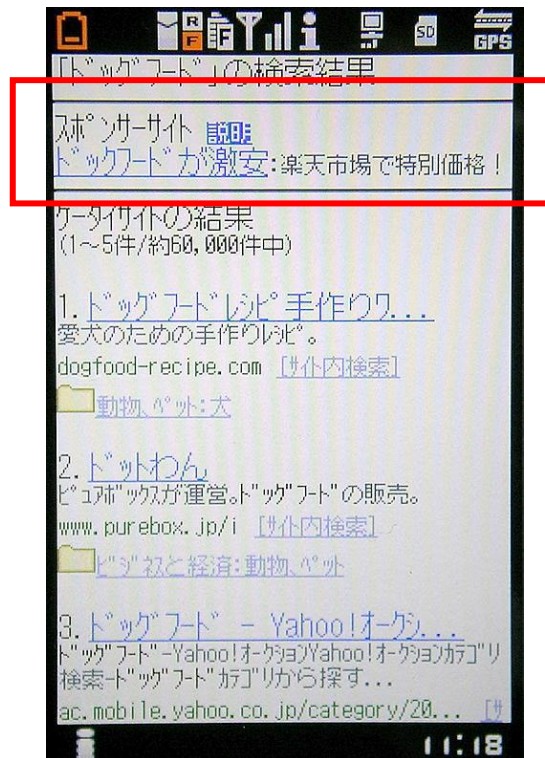 SD
GPS
「ﾄﾞｯｸﾞﾌｰﾄﾞ」の検索結果
ｽﾎﾟﾝｻｰｻｲﾄ 説明
ﾄﾞｯｸﾌｰﾄﾞが激安:楽天市場で特別価格！
ｹｰﾀｲｻｲﾄの結果
(1～5件/約60,000件中)
1. ﾄﾞｯｸﾞﾌｰﾄﾞﾚｼﾋﾟ手作りﾜ...
愛犬のための手作りﾚｼﾋﾟ。
dogfood-recipe.com [ｻｲﾄ内検索]
動物､ﾍﾟｯﾄ:犬
2. ﾄﾞｯﾄわん
ﾋﾟｭｱﾎﾞｯｸｽが運営｡ﾄﾞｯｸﾞﾌｰﾄﾞの販売。
www.purebox.jp/i [ｻｲﾄ内検索]
ﾋﾞｼﾞﾈｽと経済:動物､ﾍﾟｯﾄ
3. ﾄﾞｯｸﾞﾌｰﾄﾞ - Yahoo!ｵｰｸｼ...
ﾄﾞｯｸﾞﾌｰﾄﾞ-Yahoo!ｵｰｸｼｮﾝYahoo!ｵｰｸｼｮﾝｶﾃｺﾞﾘ
検索-ﾄﾞｯｸﾞﾌｰﾄﾞｶﾃｺﾞﾘから探す...
ac.mobile.yahoo.co.jp/category/20... [ｻ
11:18